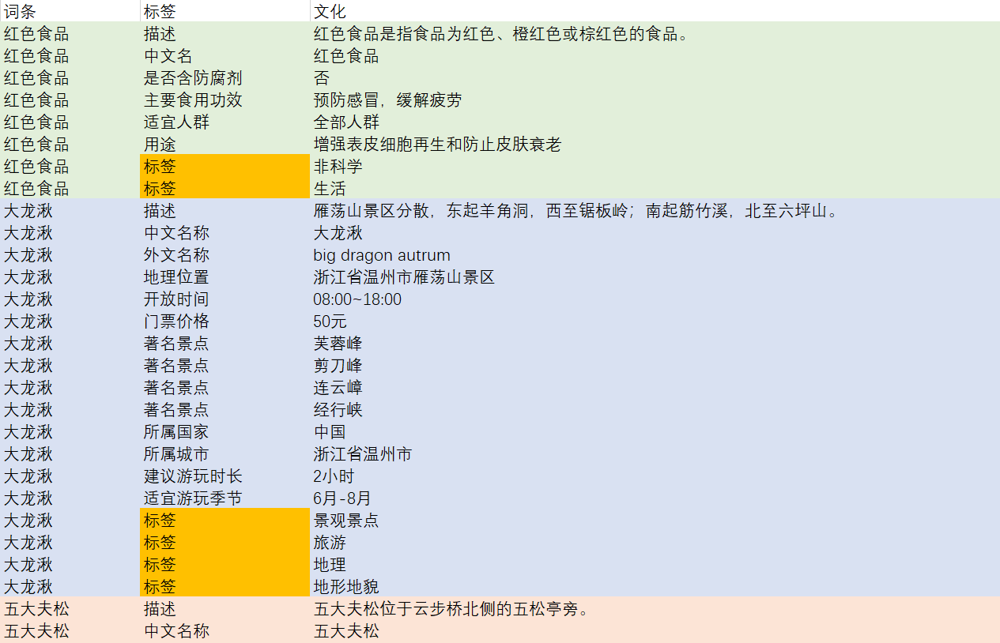 词条 标签 文化
红色食品 描述 红色食品是指食品为红色、橙红色或棕红色的食品。
红色食品 中文名 红色食品
红色食品 是否含防腐剂 否
红色食品 主要食用功效 预防感冒，缓解疲劳
红色食品 适宜人群 全部人群
红色食品 用途 增强表皮细胞再生和防止皮肤衰老
红色食品 标签 非科学
红色食品 标签 生活
大龙湫 描述 雁荡山景区分散，东起羊角洞，西至锯板岭；南起筋竹溪，北至六坪山。
大龙湫 中文名称 大龙湫
大龙湫 外文名称 big dragon autrum
大龙湫 地理位置 浙江省温州市雁荡山景区
大龙湫 开放时间 08:00~18:00
大龙湫 门票价格 50元
大龙湫 著名景点 芙蓉峰
大龙湫 著名景点 剪刀峰
大龙湫 著名景点 连云嶂
大龙湫 著名景点 经行峡
大龙湫 所属国家 中国
大龙湫 所属城市 浙江省温州市
大龙湫 建议游玩时长 2小时
大龙湫 适宜游玩季节 6月-8月
大龙湫 标签 景观景点
大龙湫 标签 旅游
大龙湫 标签 地理
大龙湫 标签 地形地貌
五大夫松 描述 五大夫松位于云步桥北侧的五松亭旁。
五大夫松 中文名称 五大夫松